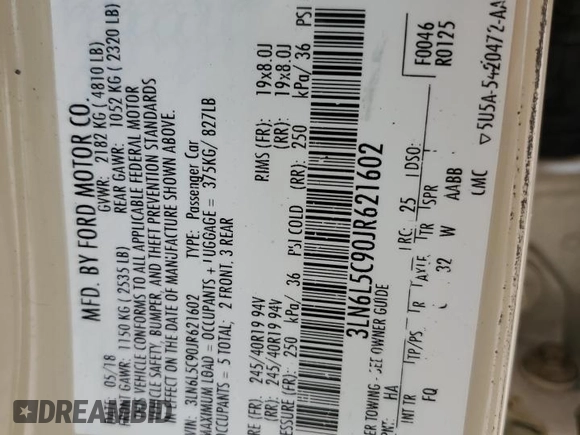 MFD. BY FORD MOTOR CO.
DATE: 05/18 GVWR: 2182 KG ( 4810 LB)
FRONT GAWR: 1150 KG (2535 LB) REAR GAWR: 1052 KG ( 2320 LB)
VEHICLE CONFORMS TO ALL APPLICABLE FEDERAL MOTOR
VEHICLE SAFETY, BUMPER, AND THEFT PREVENTION STANDARDS
EFFECT ON THE DATE OF MANUFACTURE SHOWN ABOVE.
VIN: 3LN6L5C90JR621602 TYPE: Passenger Car
MAXIMUM LOAD = OCCUPANTS + LUGGAGE = 375KG/ 827LB
OCCUPANTS = 5 TOTAL; 2 FRONT, 3 REAR
TIRE (FR): 245/40R19 94V RIMS (FR): 19x8.0J
(RR): 245/40R19 94V (RR): 19x8.0J
PRESSURE (FR): 250 kPa/ 36 PSI COLD (RR): 250 kPa/ 36 PSI
3LN6L5C90JR621602
TRAILER TOWING - SEE OWNER GUIDE
F0046
R0125
PNT: HA RC: 25 DSO:
INT TR TP/PS R AXLE TR SPR
FQ 32 W AABB
LMC
5U5A-5420472-AA
DREAMBID